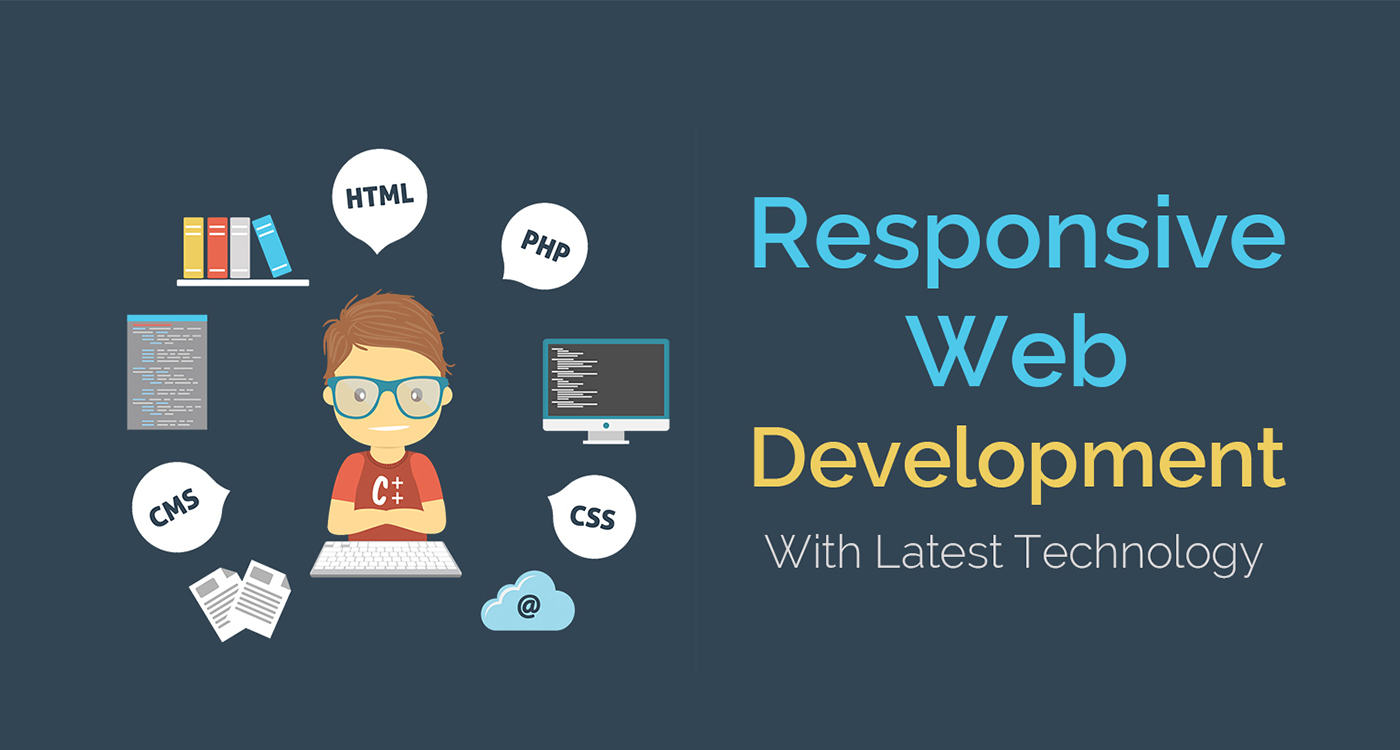 HTML
PHP
CMS
CSS
C++
@
Responsive
Web
Development
With Latest Technology